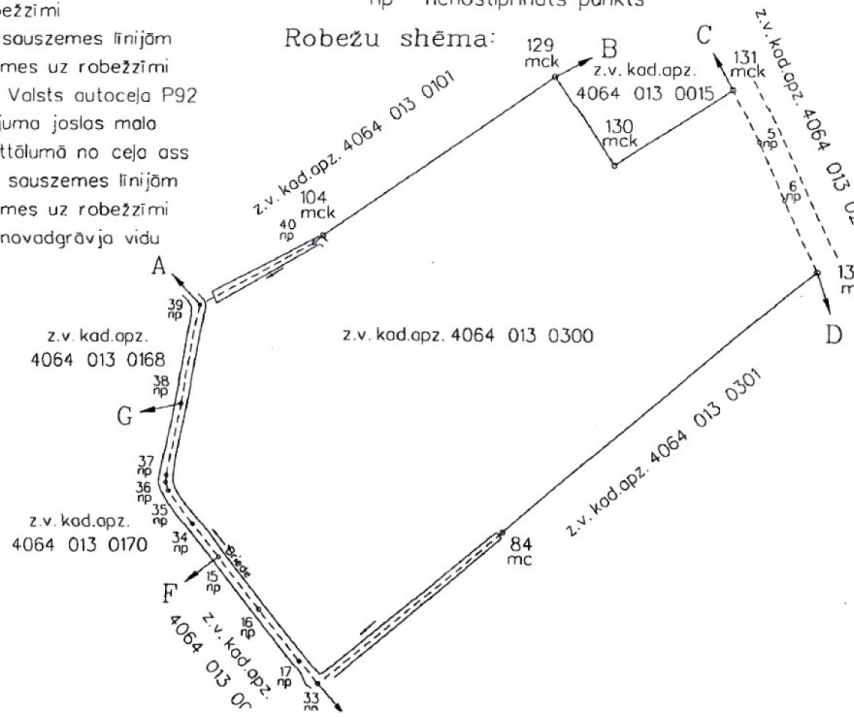 sauszemes līnijām
mes uz robežzīmi
Valsts autoceļa P92
juma joslas mala
ttālumā no ceļa ass
sauszemes līnijām
mes uz robežzīmi
novadgrāvja vidu
np - nenostiprināts punkts
Robežu shēma:
129
mck
B
z.v. kad.apz.
4064 013 0015
C
131
mck
z.v. kad.apz. 4064 013 02
130
mck
5
np
6
np
13
D
z.v. kad.apz. 4064 013 0101
104
mck
40
np
A
39
np
z.v. kad.apz.
4064 013 0168
z.v. kad.apz. 4064 013 0300
38
np
G
z.v. kad.apz. 4064 013 0301
37
np
36
np
35
np
z.v. kad.apz.
4064 013 0170
34
np
Briede
84
mc
F
15
np
16
np
z.v. kad.apz.
4064 013 00
17
np
33